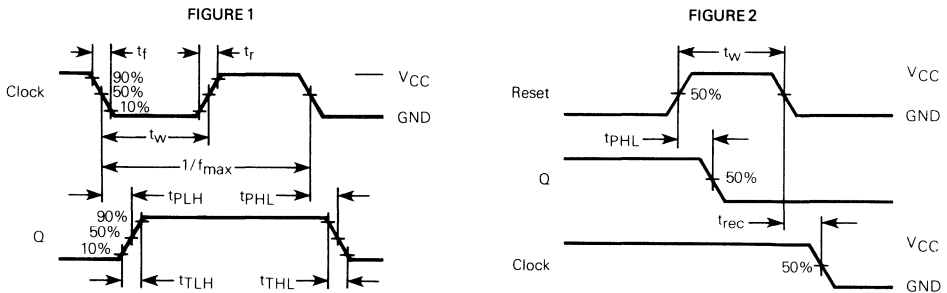 FIGURE 1
tf
tr
90%
50%
10%
Clock
VCC
GND
tw
1/fmax
tPLH
tPHL
90%
50%
10%
Q
tTLH
tTHL
FIGURE 2
tw
Reset
50%
VCC
GND
tPHL
Q
50%
trec
Clock
50%
VCC
GND